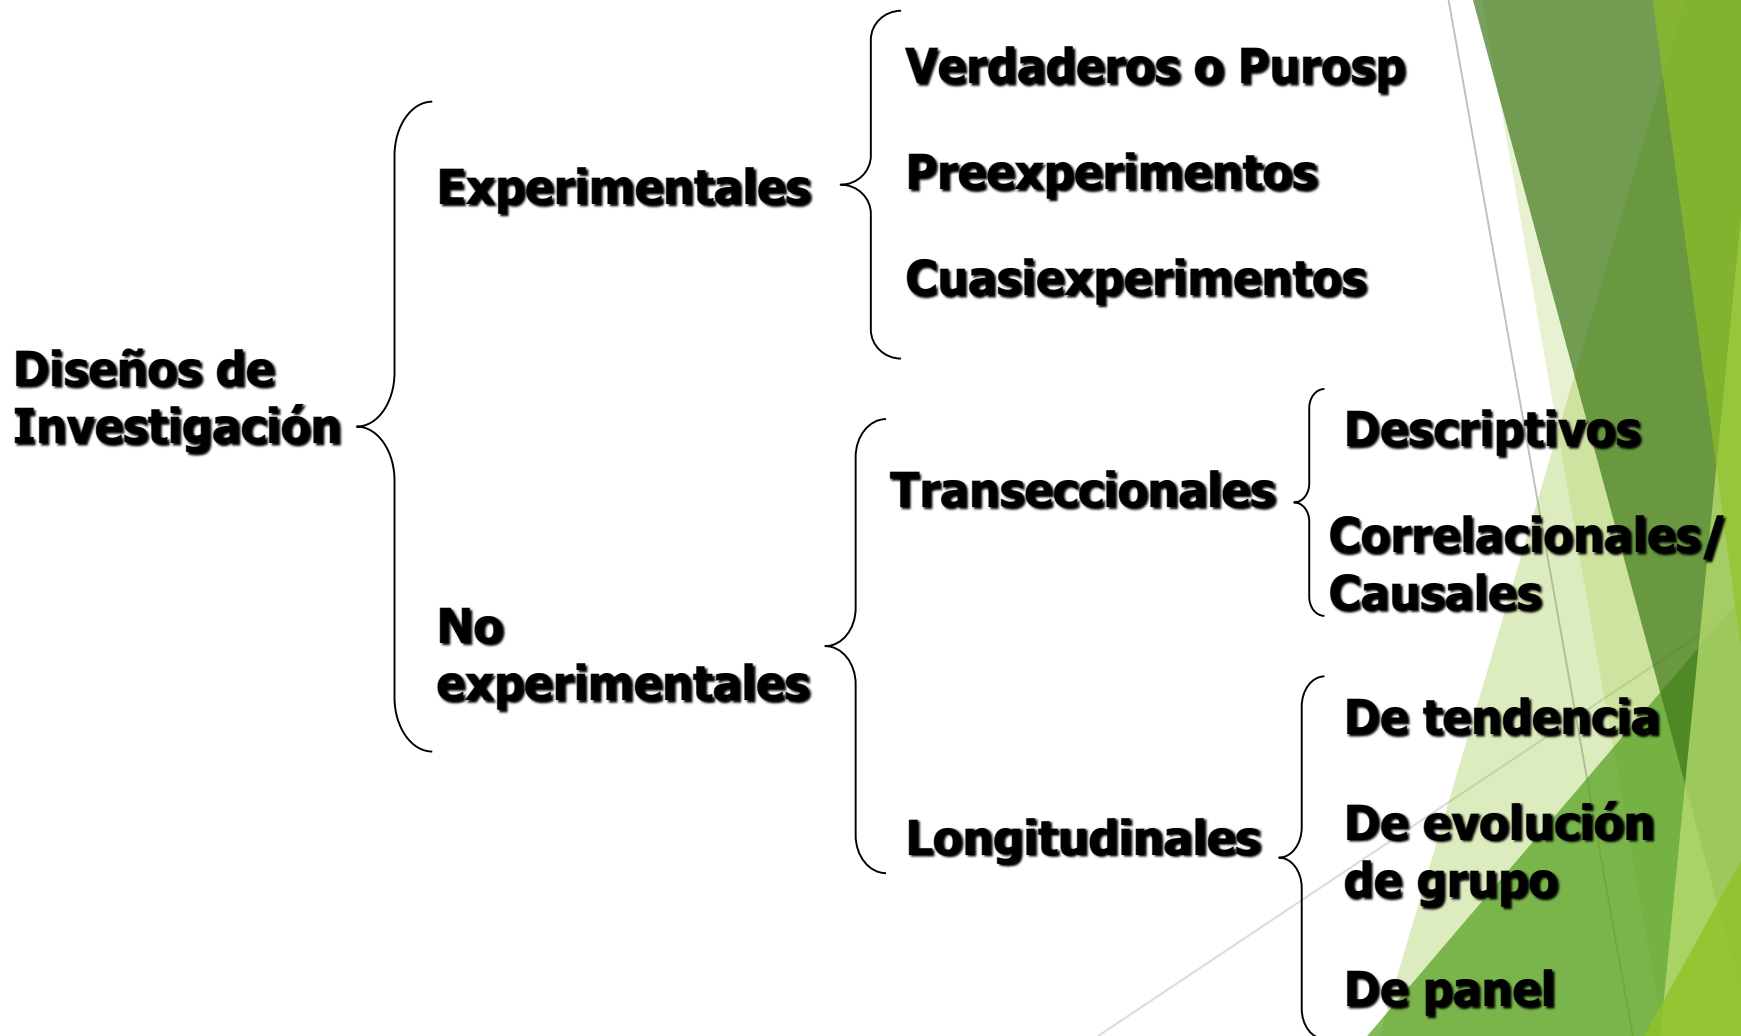 Diseños de
Investigación
Experimentales
Verdaderos o Purosp
Preexperimentos
Cuasiexperimentos
No
experimentales
Transeccionales
Descriptivos
Correlacionales/
Causales
Longitudinales
De tendencia
De evolución
de grupo
De panel